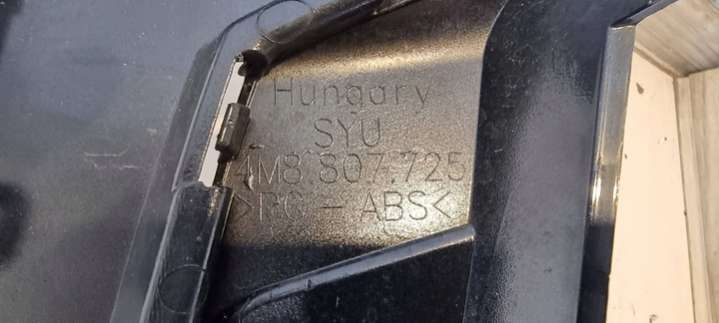 Hungary
SYU
4M8.807.725
>PC - ABS<